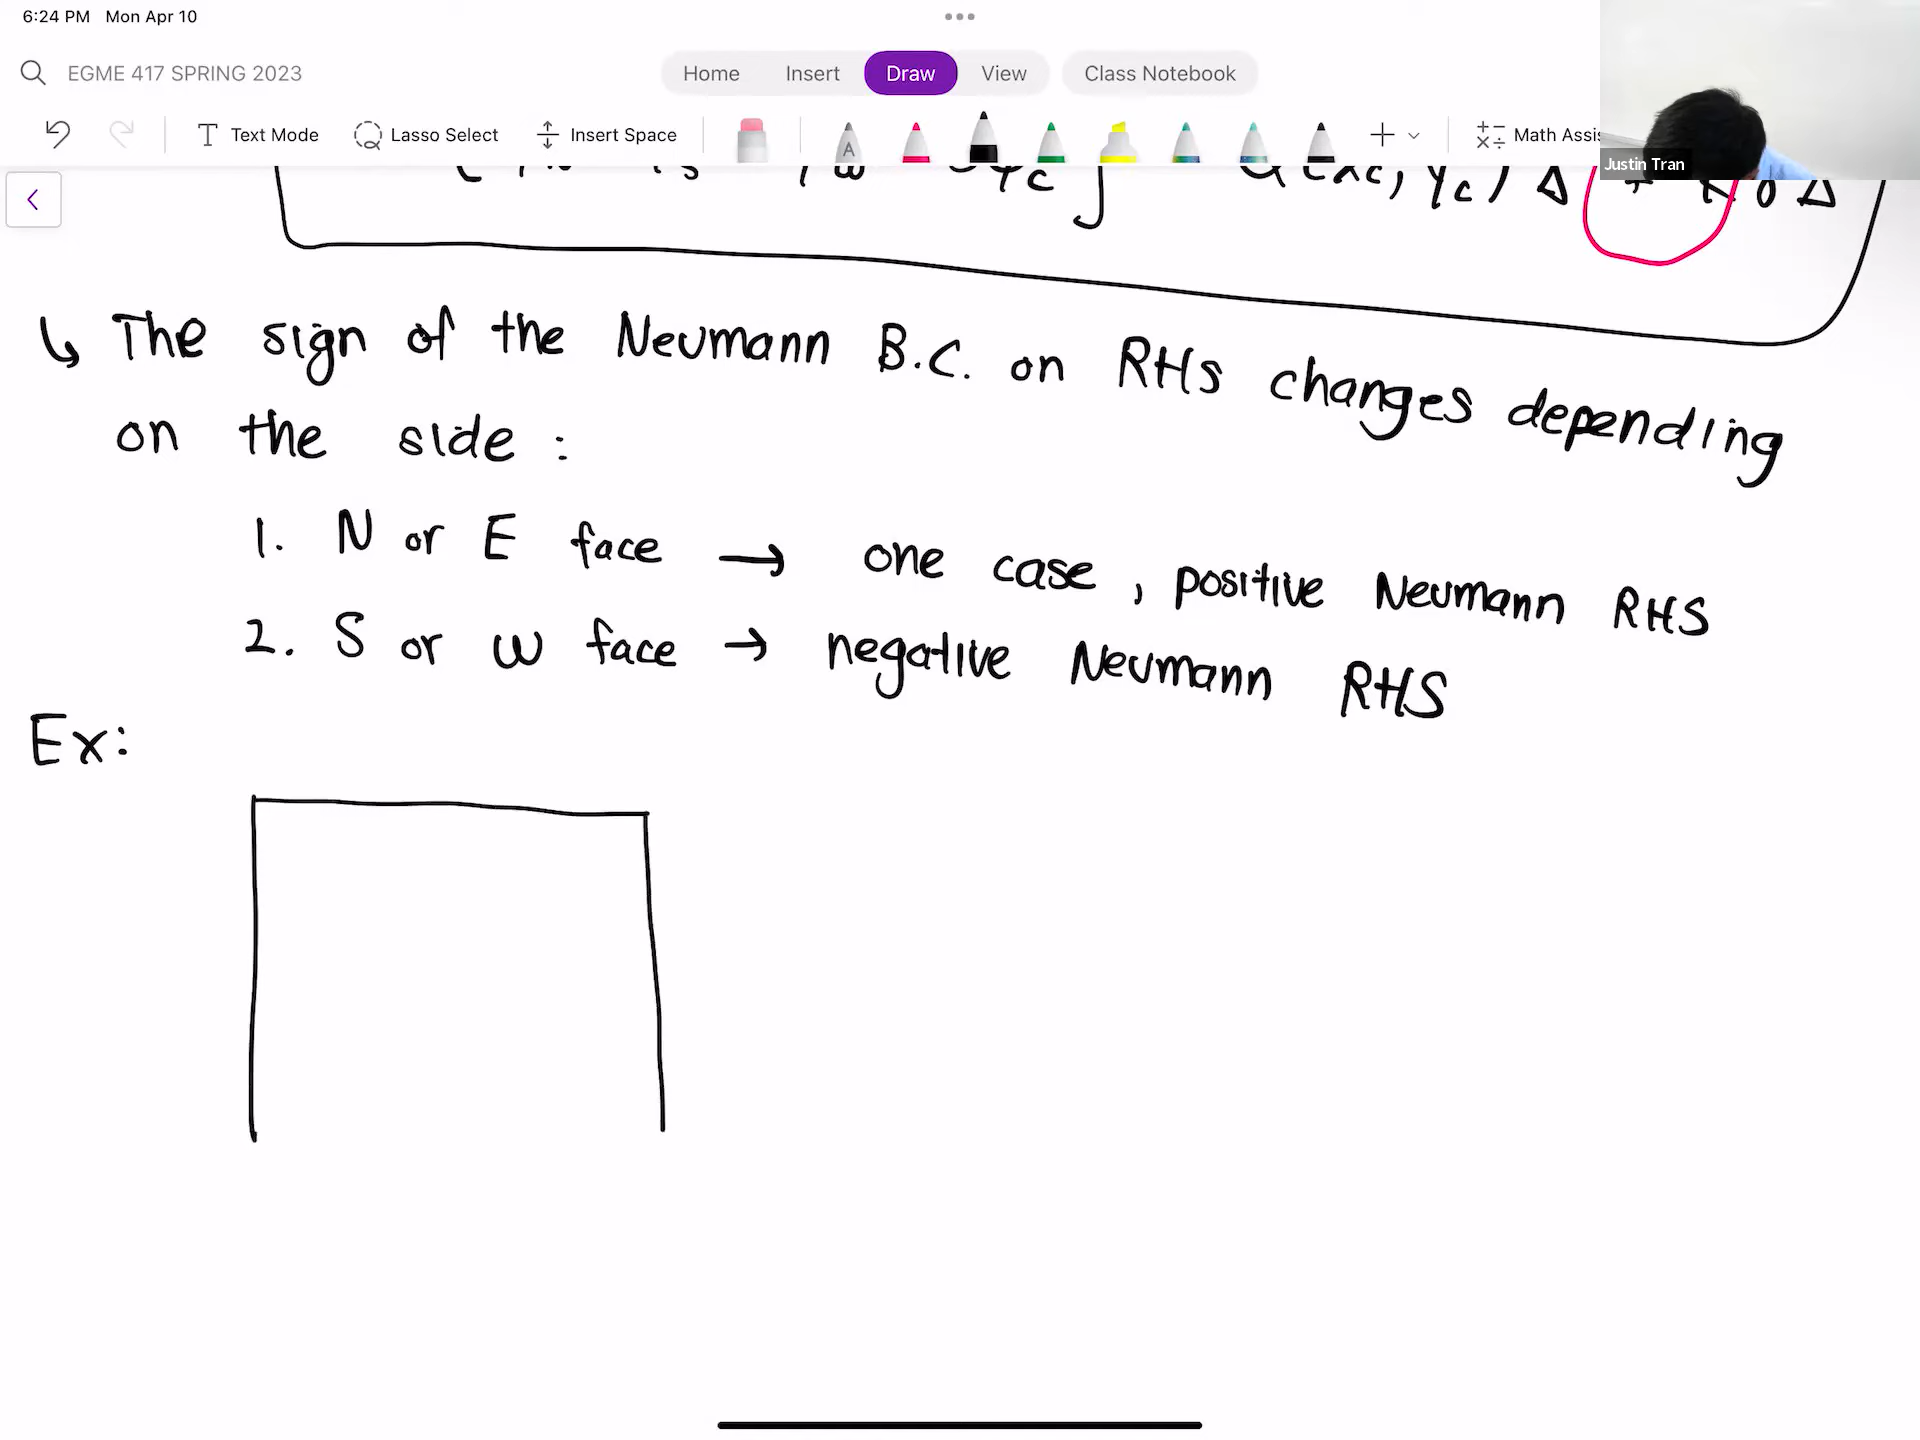 6:24 PM Mon Apr 10
EGME 417 SPRING 2023
Home Insert Draw View Class Notebook
Text Mode Lasso Select Insert Space A Math Assis
Justin Tran
↳ The sign of the Neumann B.C. on RHS changes depending
on the side :
1. N or E face → one case, positive Neumann RHS
2. S or W face → negative Neumann RHS
Ex: